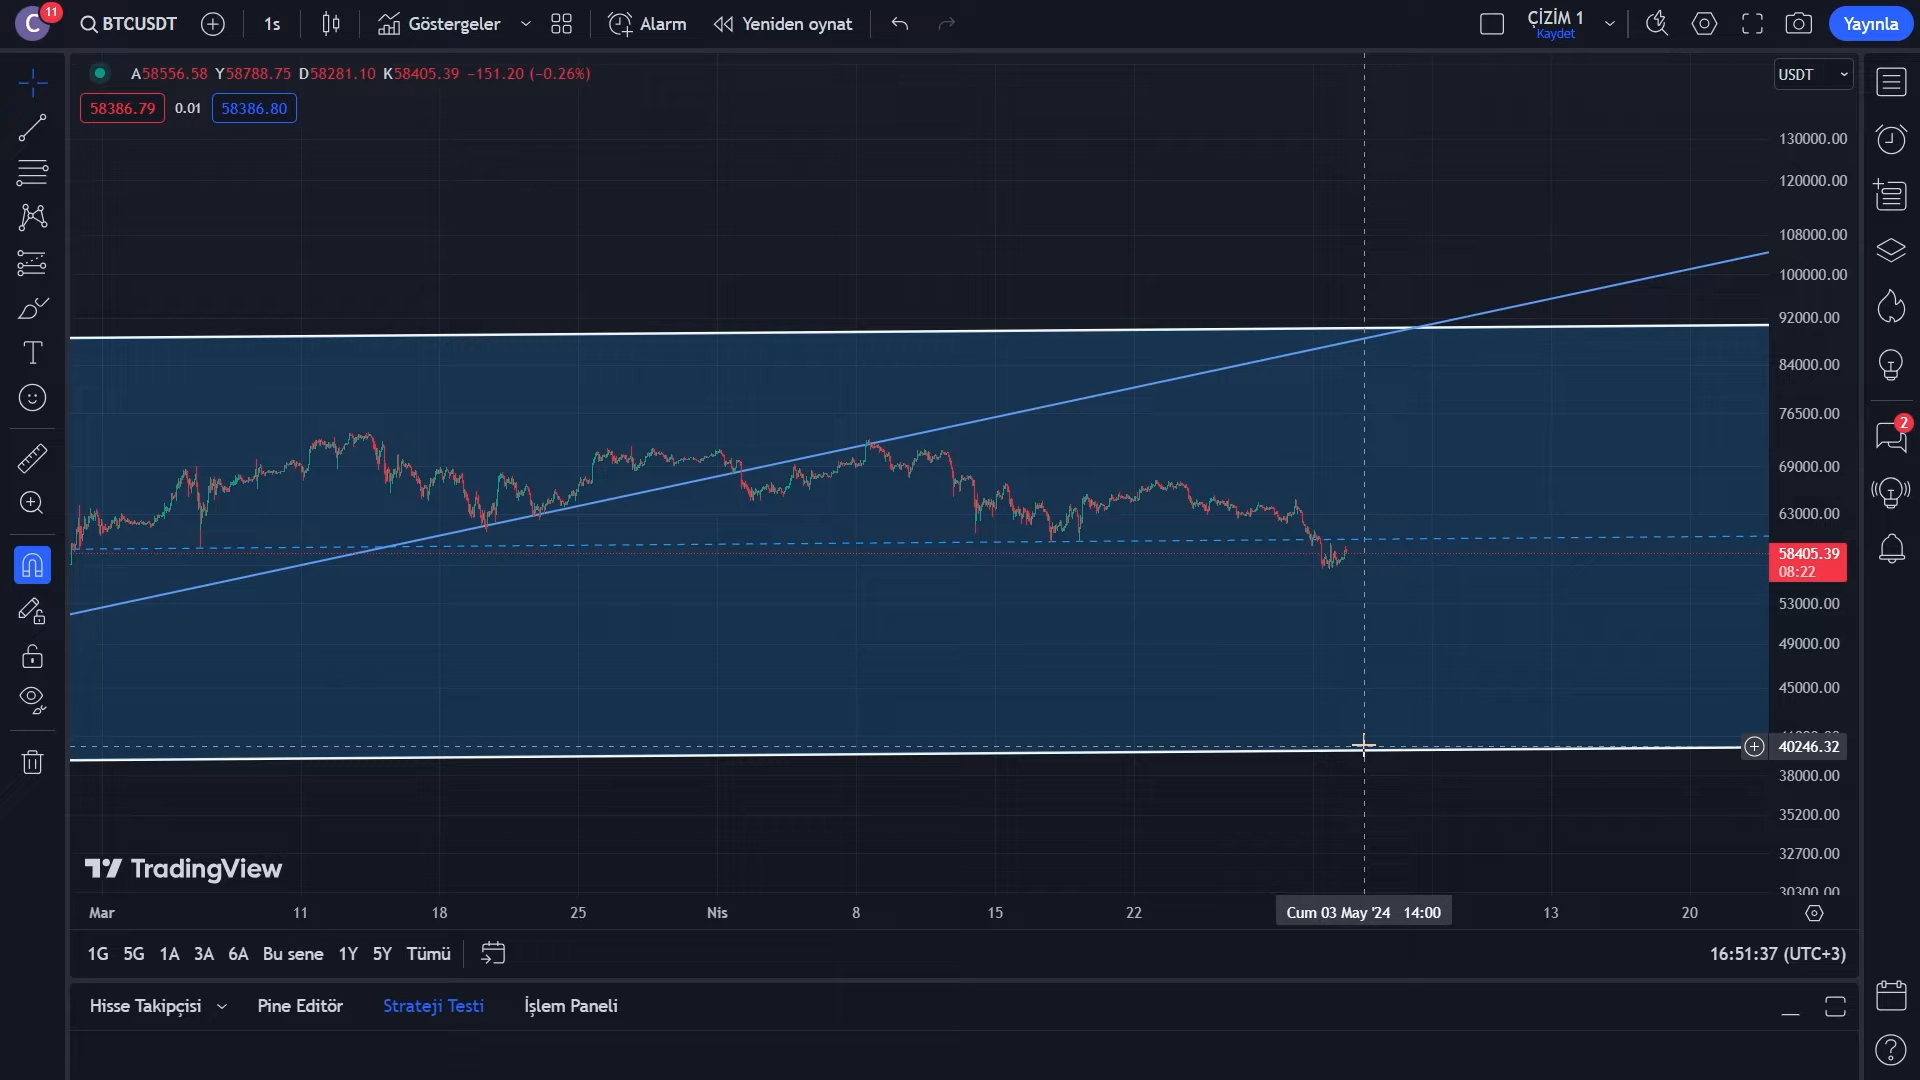 C 11 BTCUSDT 1s Göstergeler Alarm Yeniden oynat ÇİZİM 1 Yayınla
Kaydet
A58556.58 Y58788.75 D58281.10 K58405.39 −151.20 (−0.26%)
USDT
58386.79 0.01 58386.80
130000.00
120000.00
108000.00
100000.00
92000.00
84000.00
76500.00
2
69000.00
63000.00
58405.39
08:22
53000.00
49000.00
45000.00
40246.32
38000.00
35200.00
32700.00
30300.00
TradingView
Mar 11 18 25 Nis 8 15 22 Cum 03 May '24 14:00 13 20
1G 5G 1A 3A 6A Bu sene 1Y 5Y Tümü 16:51:37 (UTC+3)
Hisse Takipçisi Pine Editör Strateji Testi İşlem Paneli